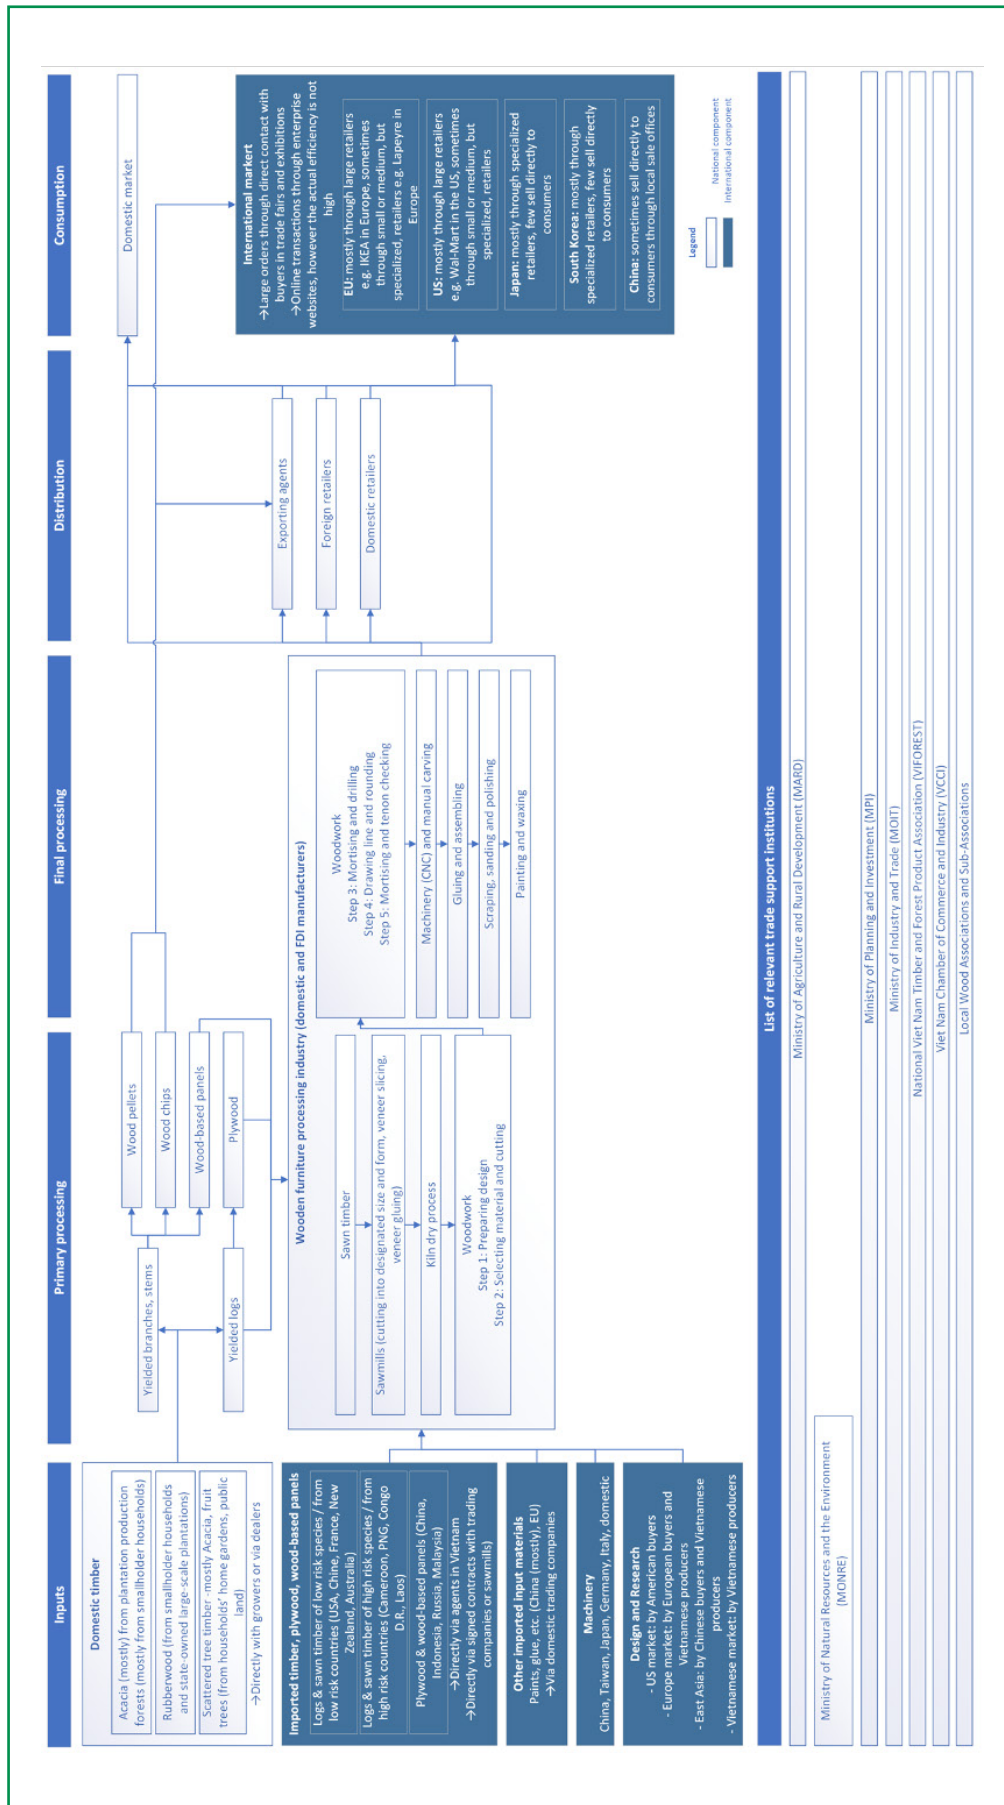 Inputs
Primary processing
Final processing
Distribution
Consumption
Domestic timber
Acacia (mostly) from plantation production
forests (mostly from smallholder households)
Rubberwood (from smallholder households
and state-owned large-scale plantations)
Scattered tree timber -mostly Acacia, fruit
trees (from households' home gardens, public
land)
→Directly with growers or via dealers
Imported timber, plywood, wood-based panels
Logs & sawn timber of low risk species / from
low risk countries (USA, Chine, France, New
Zealand, Australia)
Logs & sawn timber of high risk species / from
high risk countries (Cameroon, PNG, Congo
D.R., Laos)
Plywood & wood-based panels (China,
Indonesia, Russia, Malaysia)
→Directly via agents in Vietnam
→Directly via signed contracts with trading
companies or sawmills)
Other imported input materials
Paints, glue, etc. (China (mostly), EU)
→Via domestic trading companies
Machinery
China, Taiwan, Japan, Germany, Italy, domestic
Design and Research
- US market: by American buyers
- Europe market: by European buyers and
Vietnamese producers
- East Asia: by Chinese buyers and Vietnamese
producers
- Vietnamese market: by Vietnamese producers
Yielded branches, stems
Yielded logs
Wood pellets
Wood chips
Wood-based panels
Plywood
Wooden furniture processing industry (domestic and FDI manufacturers)
Sawn timber
Sawmills (cutting into designated size and form, veneer slicing,
veneer gluing)
Kiln dry process
Woodwork
Step 1: Preparing design
Step 2: Selecting material and cutting
Woodwork
Step 3: Mortising and drilling
Step 4: Drawing line and rounding
Step 5: Mortising and tenon checking
Machinery (CNC) and manual carving
Gluing and assembling
Scraping, sanding and polishing
Painting and waxing
Exporting agents
Foreign retailers
Domestic retailers
Domestic market
International markert
→Large orders through direct contact with
buyers in trade fairs and exhibitions
→Online transactions through enterprise
websites, however the actual efficiency is not
high
EU: mostly through large retailers
e.g. IKEA in Europe, sometimes
through small or medium, but
specialized, retailers e.g. Lapeyre in
Europe
US: mostly through large retailers
e.g. Wal-Mart in the US, sometimes
through small or medium, but
specialized, retailers
Japan: mostly through specialized
retailers, few sell directly to
consumers
South Korea: mostly through
specialized retailers, few sell directly
to consumers
China: sometimes sell directly to
consumers through local sale offices
Legend
National component
International component
List of relevant trade support institutions
Ministry of Agriculture and Rural Development (MARD)
Ministry of Natural Resources and the Environment
(MONRE)
Ministry of Planning and Investment (MPI)
Ministry of Industry and Trade (MOIT)
National Viet Nam Timber and Forest Product Association (VIFOREST)
Viet Nam Chamber of Commerce and Industry (VCCI)
Local Wood Associations and Sub-Associations